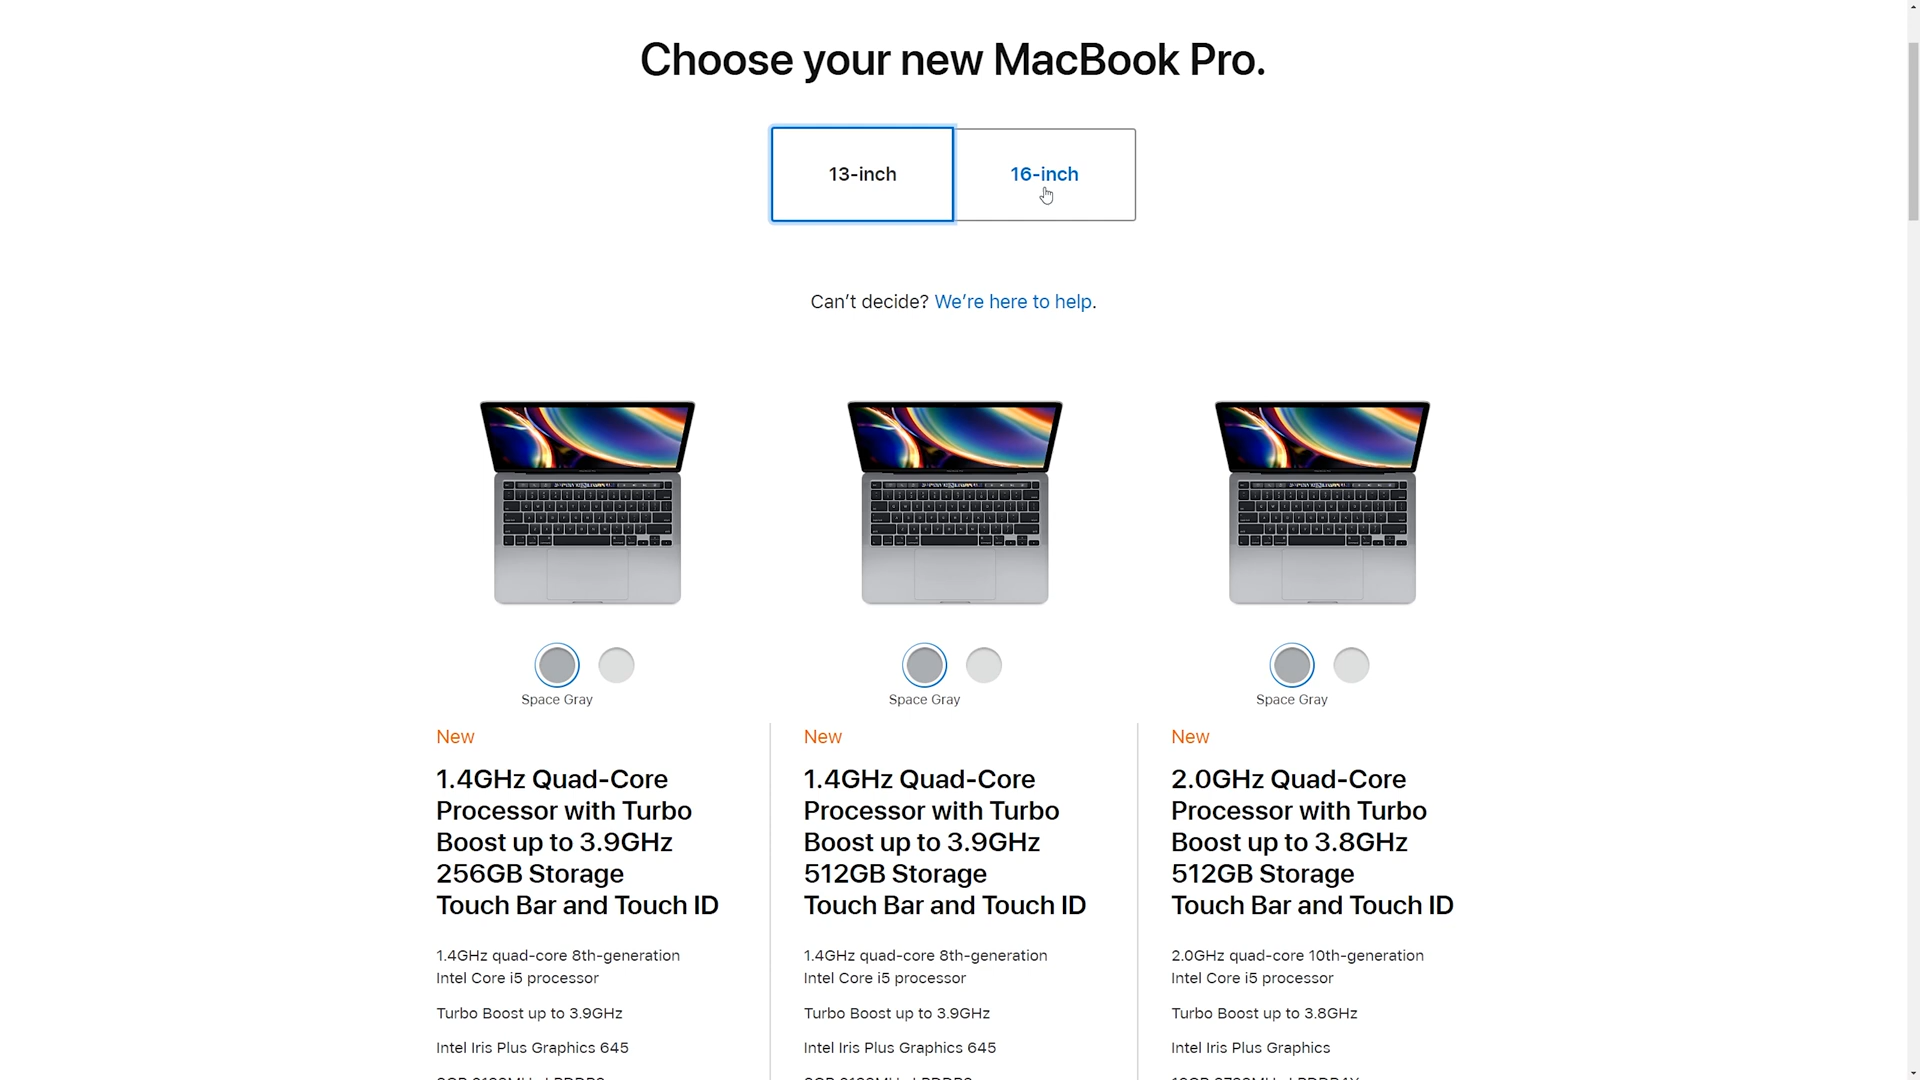 Choose your new MacBook Pro.
13-inch
16-inch
Can’t decide? We’re here to help.
Space Gray
Space Gray
Space Gray
New
1.4GHz Quad-Core
Processor with Turbo
Boost up to 3.9GHz
256GB Storage
Touch Bar and Touch ID
1.4GHz quad-core 8th-generation
Intel Core i5 processor
Turbo Boost up to 3.9GHz
Intel Iris Plus Graphics 645
New
1.4GHz Quad-Core
Processor with Turbo
Boost up to 3.9GHz
512GB Storage
Touch Bar and Touch ID
1.4GHz quad-core 8th-generation
Intel Core i5 processor
Turbo Boost up to 3.9GHz
Intel Iris Plus Graphics 645
New
2.0GHz Quad-Core
Processor with Turbo
Boost up to 3.8GHz
512GB Storage
Touch Bar and Touch ID
2.0GHz quad-core 10th-generation
Intel Core i5 processor
Turbo Boost up to 3.8GHz
Intel Iris Plus Graphics